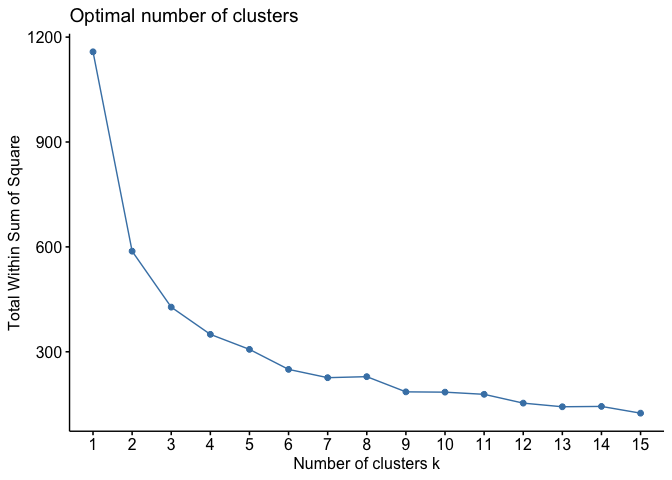 Optimal number of clusters
Total Within Sum of Square
1200
900
600
300
1 2 3 4 5 6 7 8 9 10 11 12 13 14 15
Number of clusters k